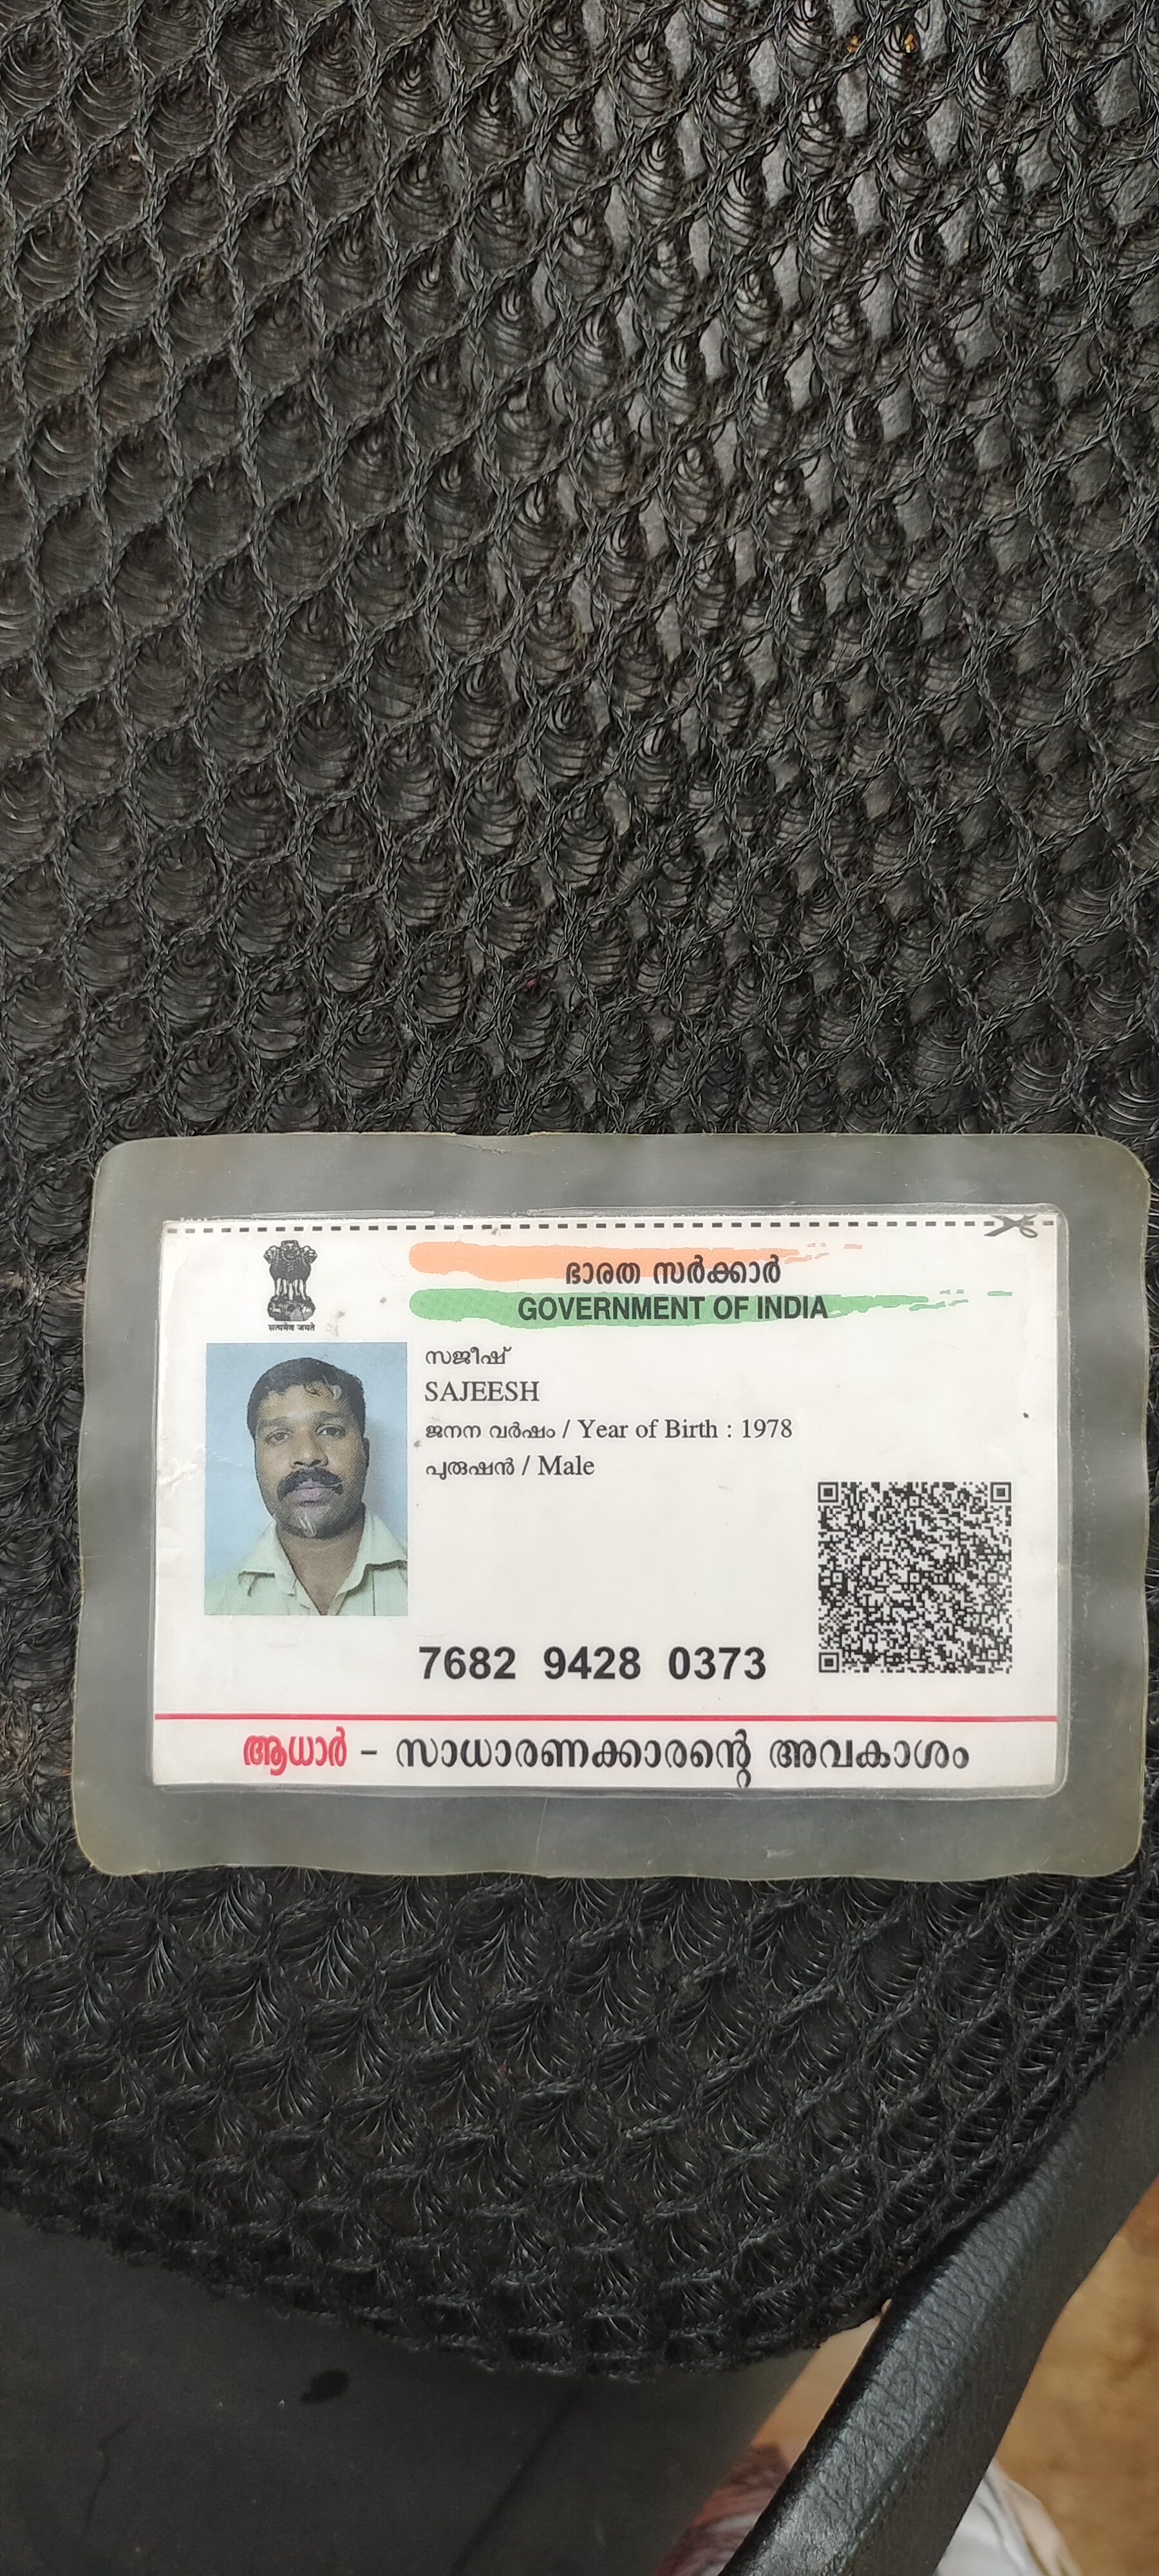 सत्यमेव जयते
ഭാരത സർക്കാർ
GOVERNMENT OF INDIA
സജീഷ്
SAJEESH
ജനന വർഷം / Year of Birth : 1978
പുരുഷൻ / Male
7682 9428 0373
ആധാർ - സാധാരണക്കാരന്റെ അവകാശം